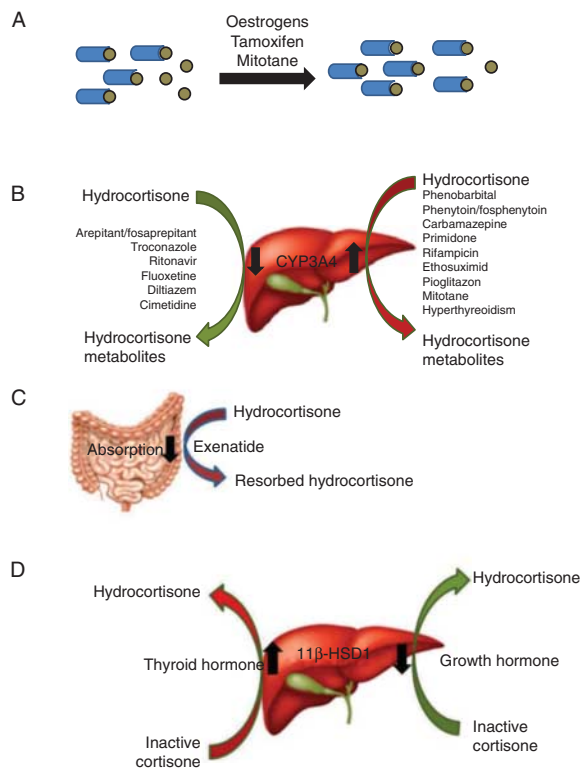 A
Oestrogens
Tamoxifen
Mitotane
B
Hydrocortisone
Arepitant/fosaprepitant
Troconazole
Ritonavir
Fluoxetine
Diltiazem
Cimetidine
Hydrocortisone
metabolites
CYP3A4
Hydrocortisone
Phenobarbital
Phenytoin/fosphenytoin
Carbamazepine
Primidone
Rifampicin
Ethosuximid
Pioglitazon
Mitotane
Hyperthyreoidism
Hydrocortisone
metabolites
C
Absorption
Hydrocortisone
Exenatide
Resorbed hydrocortisone
D
Hydrocortisone
Thyroid hormone
Inactive
cortisone
11β-HSD1
Hydrocortisone
Growth hormone
Inactive
cortisone